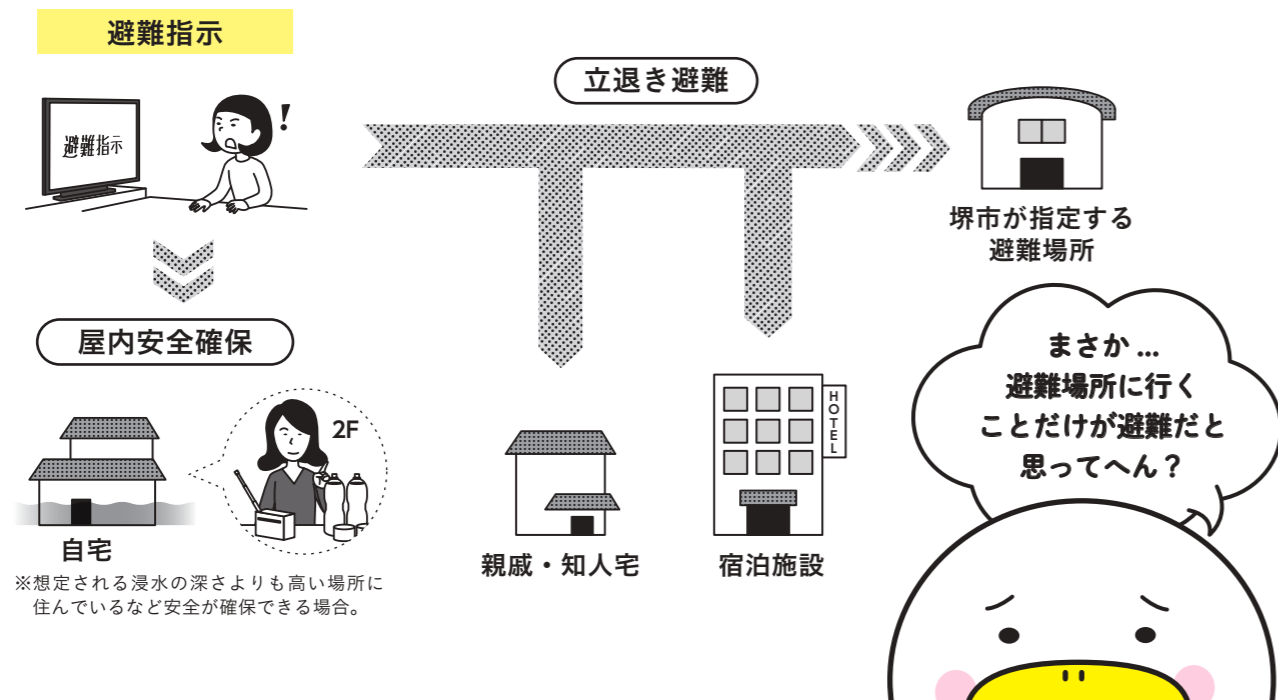 避難指示
避難指示
!
立退き避難
堺市が指定する
避難場所
屋内安全確保
2F
自宅
※想定される浸水の深さよりも高い場所に
住んでいるなど安全が確保できる場合。
親戚・知人宅
HOTEL
宿泊施設
まさか...
避難場所に行く
ことだけが避難だと
思ってへん？